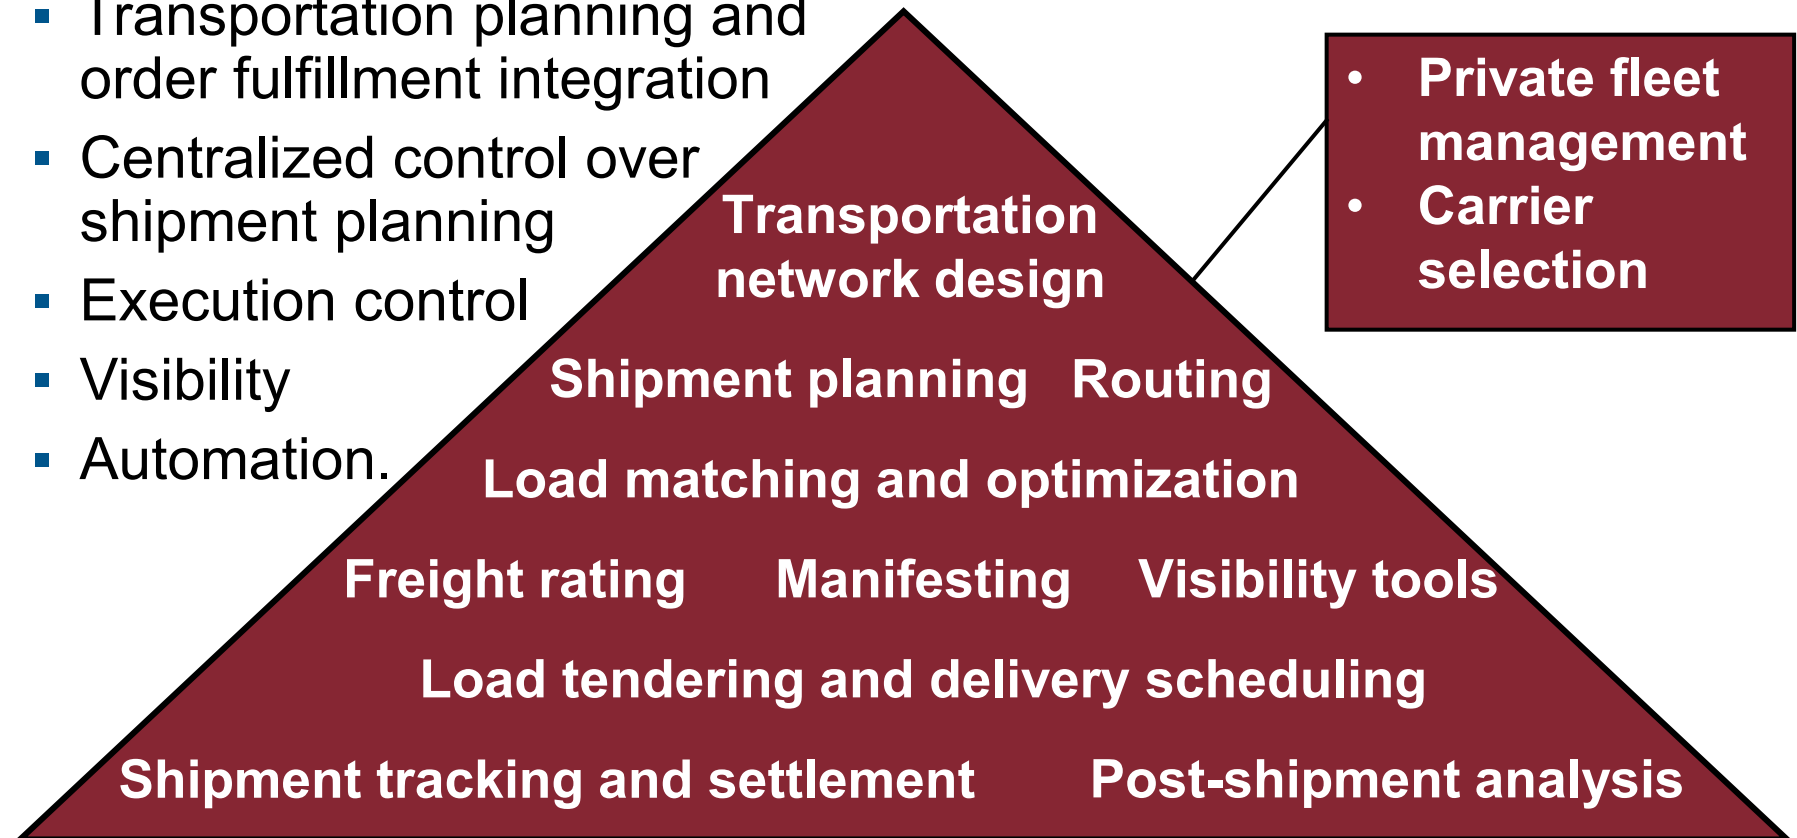 ▪ Transportation planning and
order fulfillment integration
▪ Centralized control over
shipment planning
▪ Execution control
▪ Visibility
▪ Automation.
• Private fleet
management
• Carrier
selection
Transportation
network design
Shipment planning Routing
Load matching and optimization
Freight rating Manifesting Visibility tools
Load tendering and delivery scheduling
Shipment tracking and settlement Post-shipment analysis